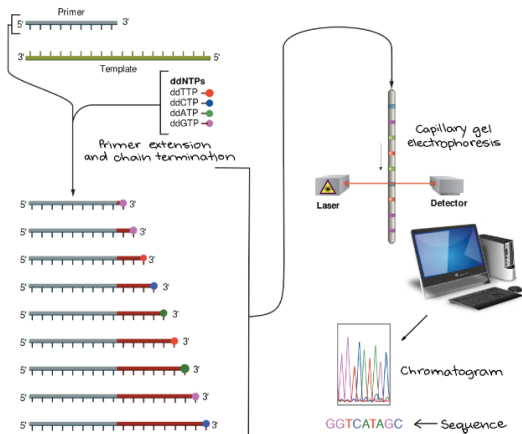 Primer
5' 3'
3' 5'
Template
ddNTPs
ddTTP
ddCTP
ddATP
ddGTP
Primer extension
and chain termination
5' 3'
5' 3'
5' 3'
5' 3'
5' 3'
5' 3'
5' 3'
5' 3'
5' 3'
Capillary gel
electrophoresis
Laser
Detector
Chromatogram
GGTCATAGC
Sequence